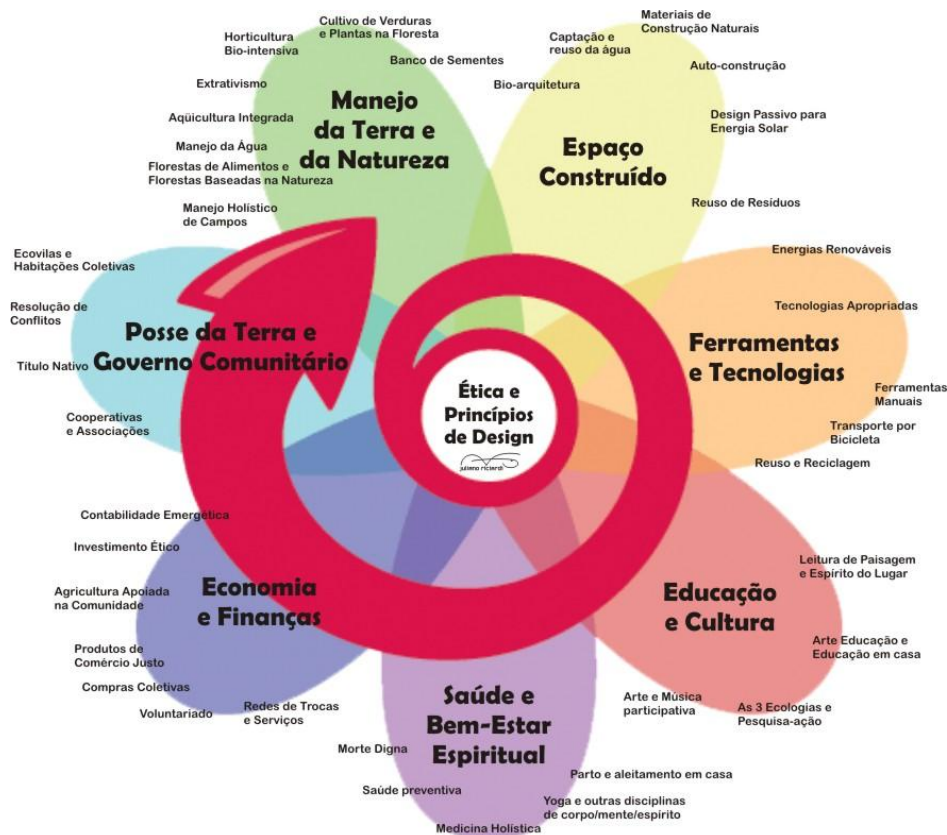 Cultivo de Verduras
e Plantas na Floresta
Horticultura
Bio-intensiva
Banco de Sementes
Extrativismo
Manejo
da Terra e
da Natureza
Aqüicultura Integrada
Manejo da Água
Florestas de Alimentos e
Florestas Baseadas na Natureza
Manejo Holístico
de Campos
Materiais de
Construção Naturais
Captação e
reuso da água
Auto-construção
Bio-arquitetura
Design Passivo para
Energia Solar
Espaço
Construído
Reuso de Resíduos
Energias Renováveis
Tecnologias Apropriadas
Ferramentas
e Tecnologias
Ferramentas
Manuais
Transporte por
Bicicleta
Reuso e Reciclagem
Ecovilas e
Habitações Coletivas
Resolução de
Conflitos
Posse da Terra e
Governo Comunitário
Título Nativo
Cooperativas
e Associações
Ética e
Princípios
de Design
Contabilidade Emergética
Investimento Ético
Economia
e Finanças
Agricultura Apoiada
na Comunidade
Produtos de
Comércio Justo
Compras Coletivas
Voluntariado
Redes de Trocas
e Serviços
Leitura de Paisagem
e Espírito do Lugar
Educação
e Cultura
Arte Educação e
Educação em casa
Arte e Música
participativa
As 3 Ecologias e
Pesquisa-ação
Saúde e
Bem-Estar
Espiritual
Morte Digna
Saúde preventiva
Parto e aleitamento em casa
Yoga e outras disciplinas
de corpo/mente/espírito
Medicina Holística